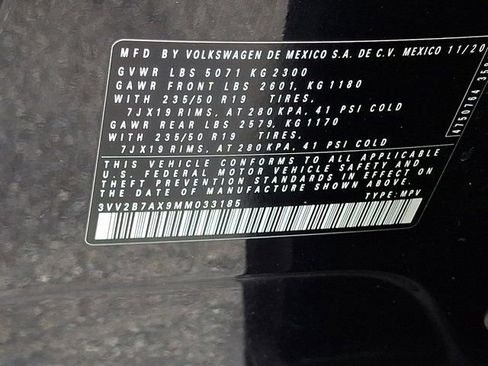 MFD BY VOLKSWAGEN DE MEXICO S.A. DE C.V. MEXICO 11/20
GVWR LBS 5071 KG 2300
GAWR FRONT LBS 2601, KG 1180
WITH 235/50 R19 TIRES,
7JX19 RIMS, AT 280 KPA, 41 PSI COLD
GAWR REAR LBS 2579, KG 1170
WITH 235/50 R19 TIRES,
7JX19 RIMS, AT 280 KPA, 41 PSI COLD
THIS VEHICLE CONFORMS TO ALL APPLICABLE
U.S. FEDERAL MOTOR VEHICLE SAFETY AND
THEFT PREVENTION STANDARDS IN EFFECT ON
THE DATE OF MANUFACTURE SHOWN ABOVE.
3VV2B7AX9MM033185 TYPE: MPV